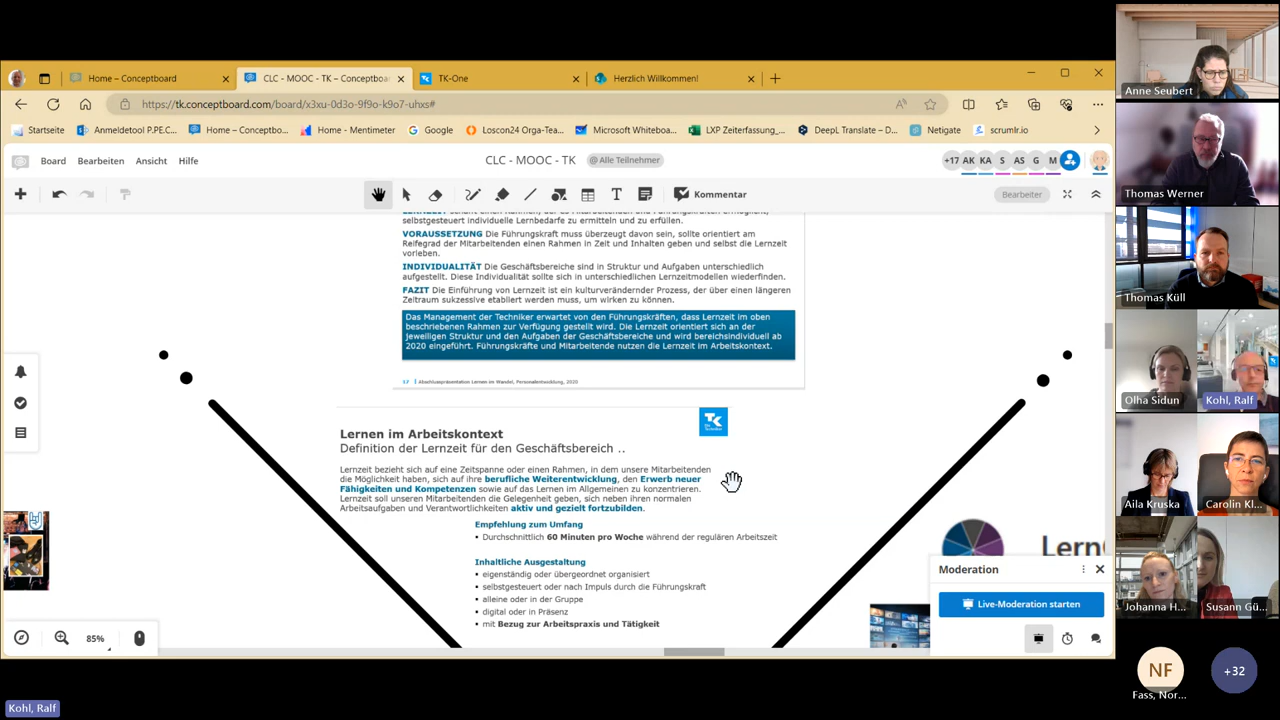 Home – Conceptboard
CLC - MOOC - TK – Conceptboa
TK-One
Herzlich Willkommen!
https://tk.conceptboard.com/board/x3xu-0d3o-9f9o-k9o7-uhxs#
Startseite
Anmeldetool P.PE.C...
Home – Conceptbo...
Home - Mentimeter
Google
Loscon24 Orga-Tea...
Microsoft Whiteboa...
LXP Zeiterfassung_...
DeepL Translate – D...
Netigate
scrumlr.io
Board
Bearbeiten
Ansicht
Hilfe
CLC - MOOC - TK
@ Alle Teilnehmer
+17 AK KA S AS G M
Kommentar
Bearbeiter
selbstgesteuert individuelle Lernbedarfe zu ermitteln und zu erfüllen.
VORAUSSETZUNG Die Führungskraft muss überzeugt davon sein, sollte orientiert am
Reifegrad der Mitarbeitenden einen Rahmen in Zeit und Inhalten geben und selbst die Lernzeit
vorleben.
INDIVIDUALITÄT Die Geschäftsbereiche sind in Struktur und Aufgaben unterschiedlich
aufgestellt. Diese Individualität sollte sich in unterschiedlichen Lernzeitmodellen wiederfinden.
FAZIT Die Einführung von Lernzeit ist ein kulturverändernder Prozess, der über einen längeren
Zeitraum sukzessive etabliert werden muss, um wirken zu können.
Das Management der Techniker erwartet von den Führungskräften, dass Lernzeit im oben
beschriebenen Rahmen zur Verfügung gestellt wird. Die Lernzeit orientiert sich an der
jeweiligen Struktur und den Aufgaben der Geschäftsbereiche und wird bereichsindividuell ab
2020 eingeführt. Führungskräfte und Mitarbeitende nutzen die Lernzeit im Arbeitskontext.
17 | Abschlusspräsentation Lernen im Wandel, Personalentwicklung, 2020
TK
Die
Techniker
Lernen im Arbeitskontext
Definition der Lernzeit für den Geschäftsbereich ..
Lernzeit bezieht sich auf eine Zeitspanne oder einen Rahmen, in dem unsere Mitarbeitenden
die Möglichkeit haben, sich auf ihre berufliche Weiterentwicklung, den Erwerb neuer
Fähigkeiten und Kompetenzen sowie auf das Lernen im Allgemeinen zu konzentrieren.
Lernzeit soll unseren Mitarbeitenden die Gelegenheit geben, sich neben ihren normalen
Arbeitsaufgaben und Verantwortlichkeiten aktiv und gezielt fortzubilden.
Empfehlung zum Umfang
▪ Durchschnittlich 60 Minuten pro Woche während der regulären Arbeitszeit
Inhaltliche Ausgestaltung
▪ eigenständig oder übergeordnet organisiert
▪ selbstgesteuert oder nach Impuls durch die Führungskraft
▪ alleine oder in der Gruppe
▪ digital oder in Präsenz
▪ mit Bezug zur Arbeitspraxis und Tätigkeit
Moderation
Live-Moderation starten
85%
Anne Seubert
Thomas Werner
Thomas Küll
Olha Sidun
Kohl, Ralf
Aila Kruska
Carolin Kl...
Johanna H...
Susann Gü...
NF
Fass, Nor...
+32
Kohl, Ralf